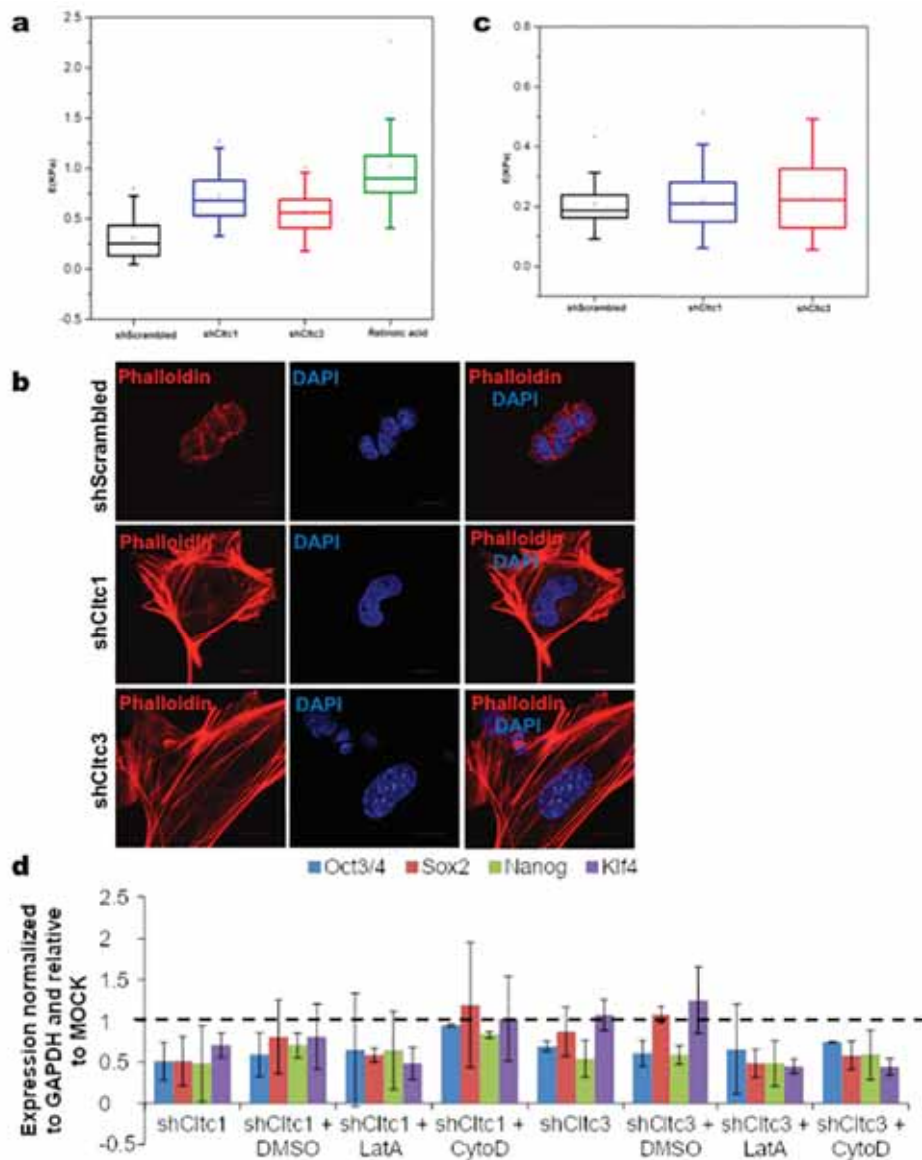 a
2.5
2.0
1.5
1.0
0.5
0.0
-0.5
E(KPa)
shScrambled
shCltc1
shCltc3
Retinoic acid
c
0.8
0.6
0.4
0.2
0.0
E(KPa)
shScrambled
shCltc1
shCltc3
b
shScrambled
Phalloidin
DAPI
Phalloidin
DAPI
shCltc1
Phalloidin
DAPI
Phalloidin
DAPI
shCltc3
Phalloidin
DAPI
Phalloidin
DAPI
d
Oct3/4 Sox2 Nanog Klf4
Expression normalized
to GAPDH and relative
to MOCK
2.5
2
1.5
1
0.5
0
-0.5
shCltc1
shCltc1 +
DMSO
shCltc1 +
LatA
shCltc1 +
CytoD
shCltc3
shCltc3 +
DMSO
shCltc3 +
LatA
shCltc3 +
CytoD